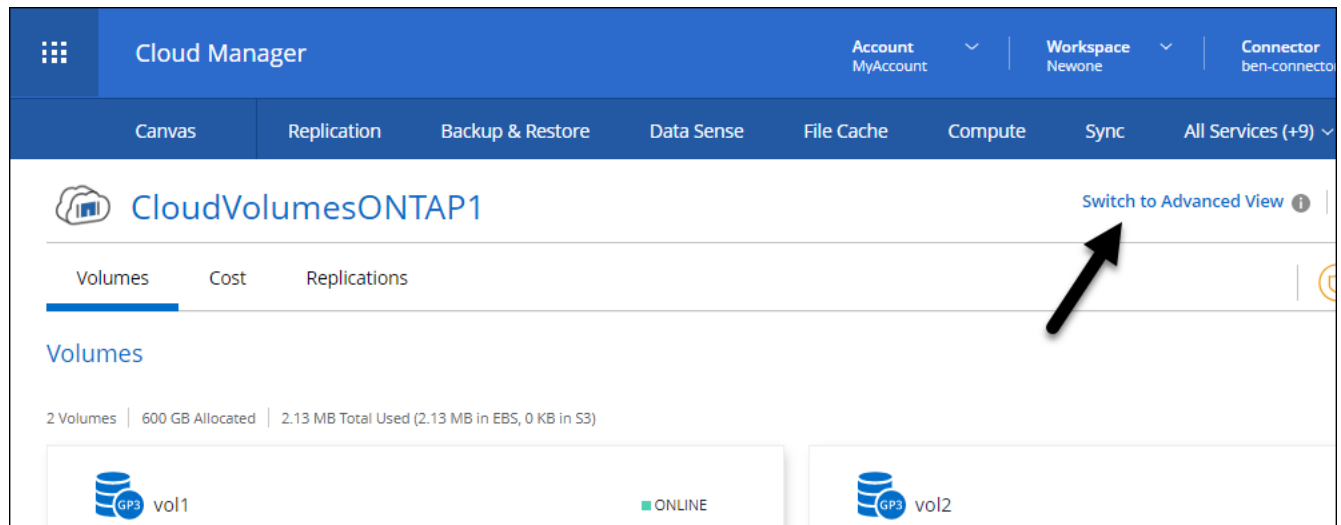 Cloud Manager
Account
MyAccount
Workspace
Newone
Connector
ben-connector
Canvas Replication Backup & Restore Data Sense File Cache Compute Sync All Services (+9)
CloudVolumesONTAP1
Switch to Advanced View
Volumes Cost Replications
Volumes
2 Volumes | 600 GB Allocated | 2.13 MB Total Used (2.13 MB in EBS, 0 KB in S3)
GP3 vol1 ONLINE GP3 vol2